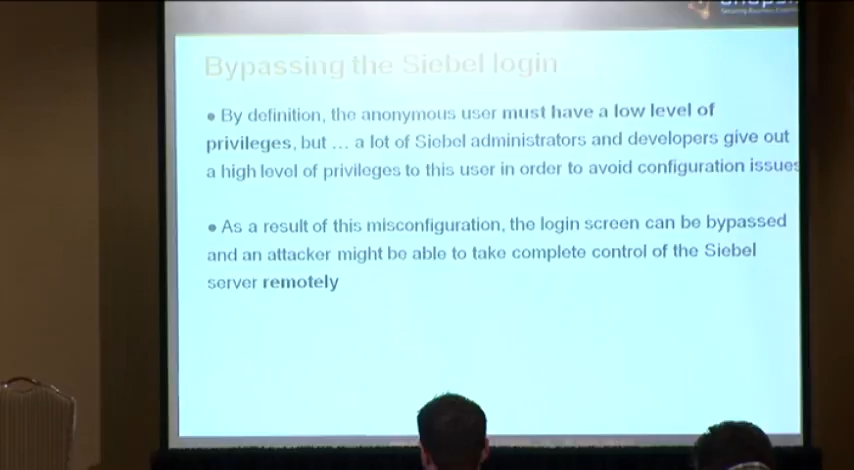 Bypassing the Siebel login
• By definition, the anonymous user must have a low level of
privileges, but ... a lot of Siebel administrators and developers give out
a high level of privileges to this user in order to avoid configuration issues
• As a result of this misconfiguration, the login screen can be bypassed
and an attacker might be able to take complete control of the Siebel
server remotely